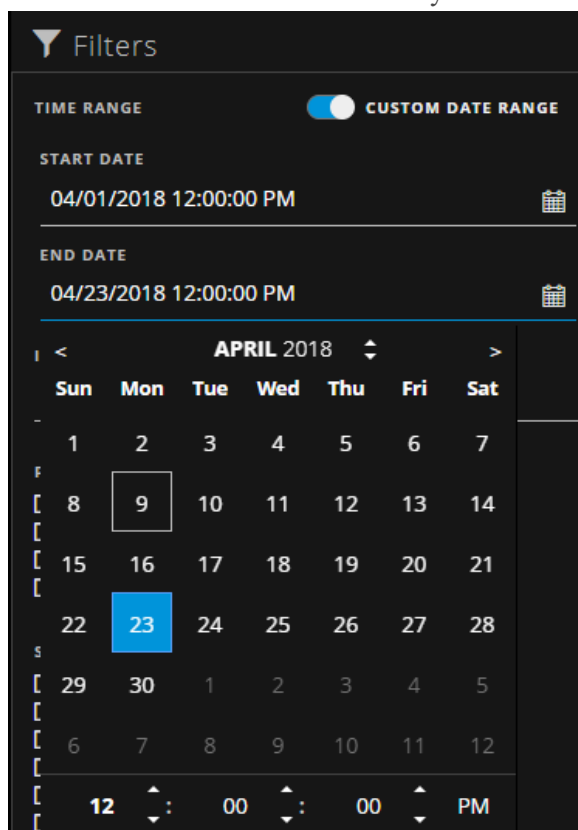 Filters
TIME RANGE CUSTOM DATE RANGE
START DATE
04/01/2018 12:00:00 PM
END DATE
04/23/2018 12:00:00 PM
< APRIL 2018 >
Sun Mon Tue Wed Thu Fri Sat
1 2 3 4 5 6 7
8 9 10 11 12 13 14
15 16 17 18 19 20 21
22 23 24 25 26 27 28
29 30 1 2 3 4 5
6 7 8 9 10 11 12
12 : 00 : 00 PM